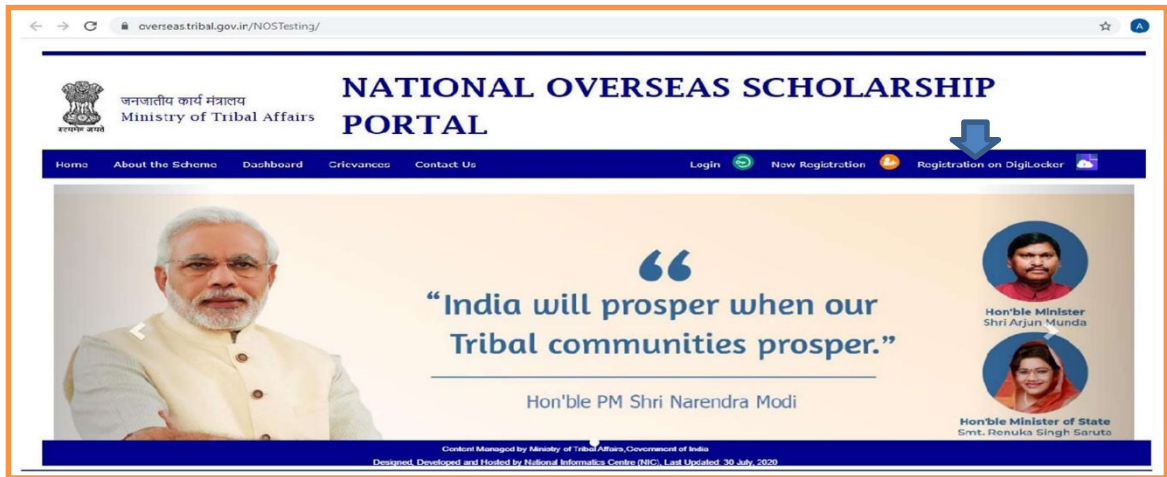 overseas.tribal.gov.in/NOSTesting/
A
जनजातीय कार्य मंत्रालय
Ministry of Tribal Affairs
सत्यमेव जयते
NATIONAL OVERSEAS SCHOLARSHIP
PORTAL
Home About the Scheme Dashboard Grievances Contact Us Login New Registration Registration on DigiLocker
“India will prosper when our
Tribal communities prosper.”
Hon'ble PM Shri Narendra Modi
Hon'ble Minister
Shri Arjun Munda
Hon'ble Minister of State
Smt. Renuka Singh Saruta
Content Managed by Ministry of Tribal Affairs,Government of India
Designed, Developed and Hosted by National Informatics Centre (NIC), Last Updated. 30 July, 2020